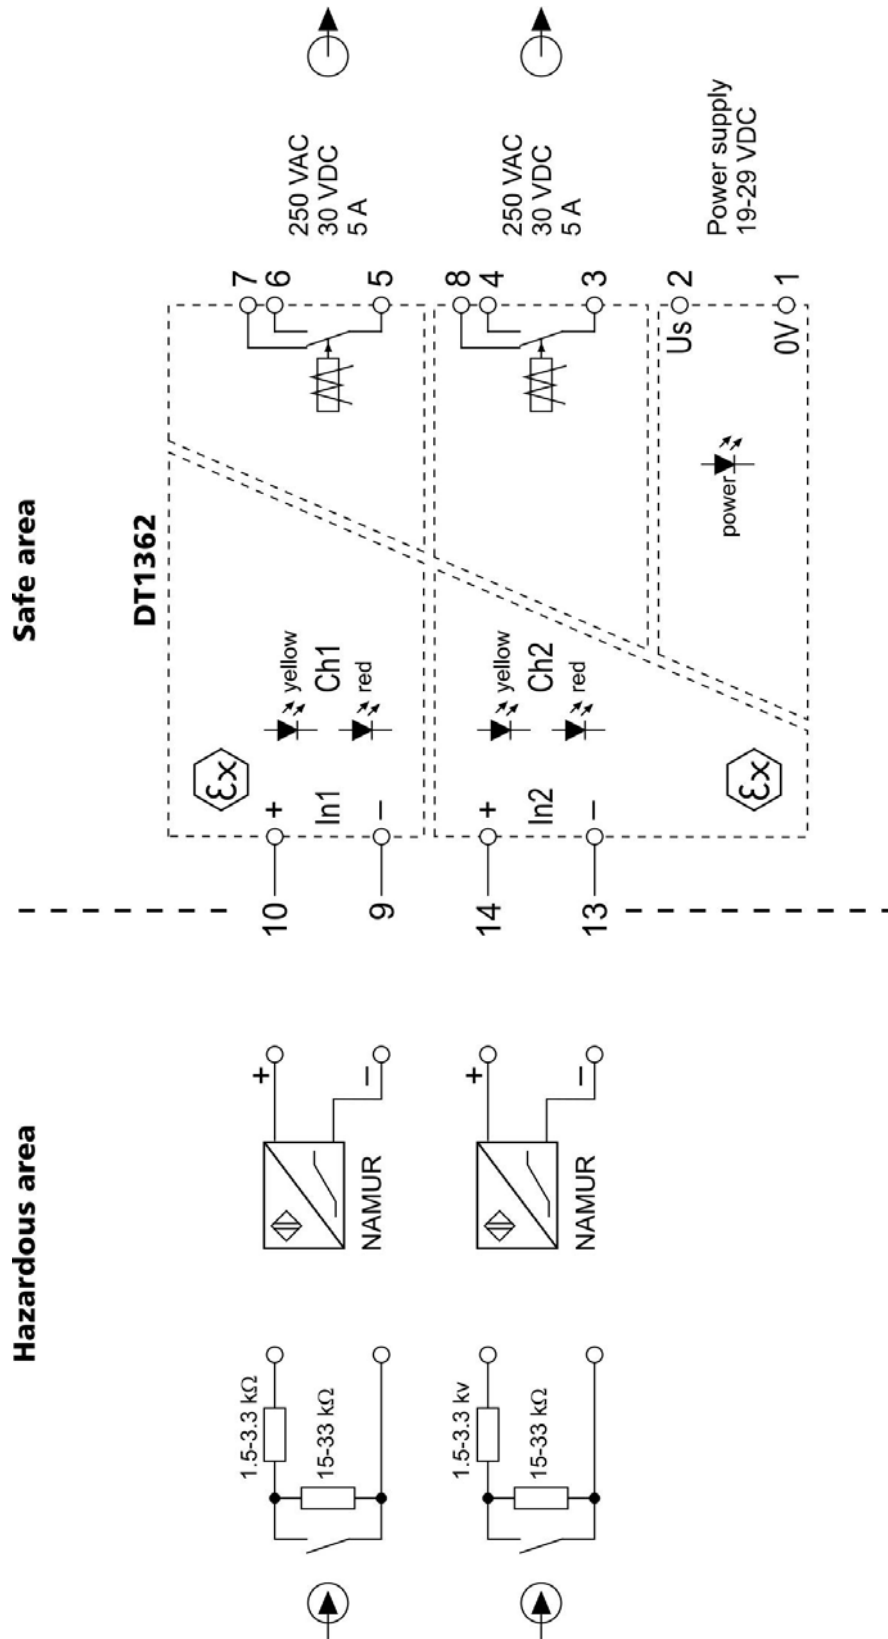 Hazardous area
Safe area
DT1362
1.5-3.3 kΩ
15-33 kΩ
+
−
NAMUR
10
9
+
In1
−
Ex
yellow
Ch1
red
7
6
5
250 VAC
30 VDC
5 A
1.5-3.3 kv
15-33 kΩ
+
−
NAMUR
14
13
+
In2
−
Ex
yellow
Ch2
red
8
4
3
250 VAC
30 VDC
5 A
power
Us
0V
2
1
Power supply
19-29 VDC